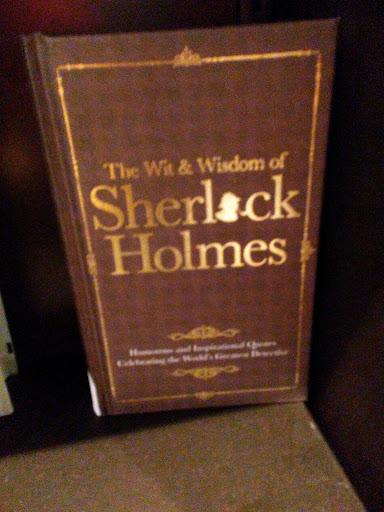 The Wit & Wisdom of
Sherlock
Holmes
Humorous and Inspirational Quotes
Celebrating the World's Greatest Detective